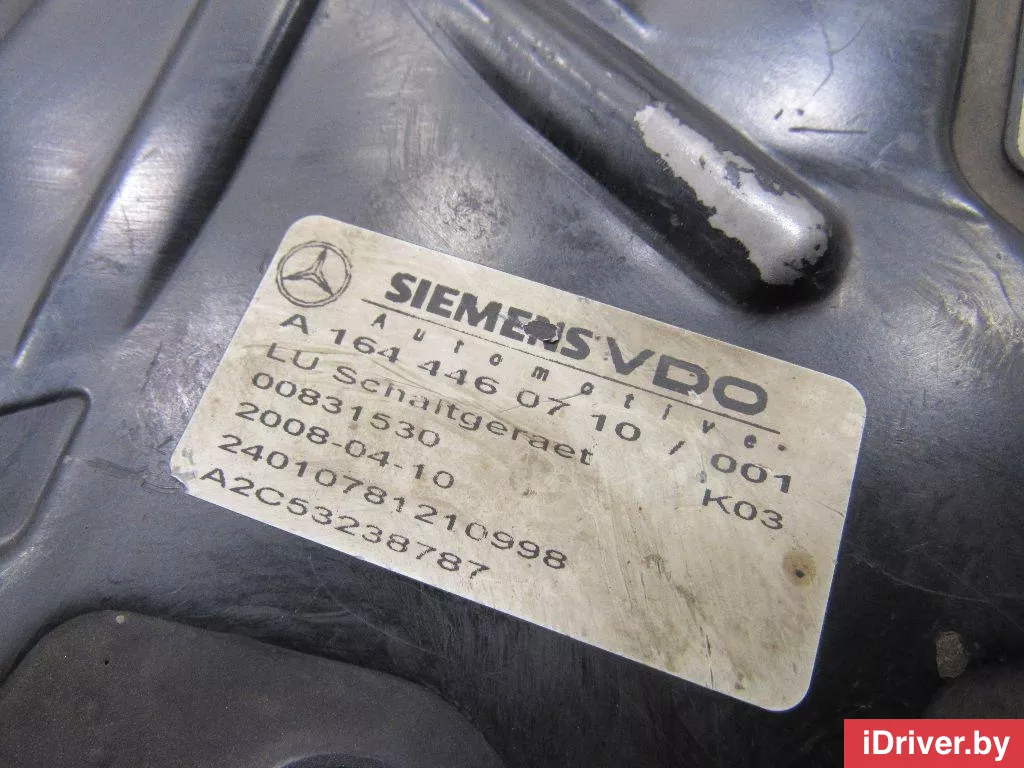 SIEMENS VDO
Automotive.
A 164 446 07 10 / 001
LU Schaltgeraet K03
00831530
2008-04-10
24010781210998
A2C53238787
iDriver.by